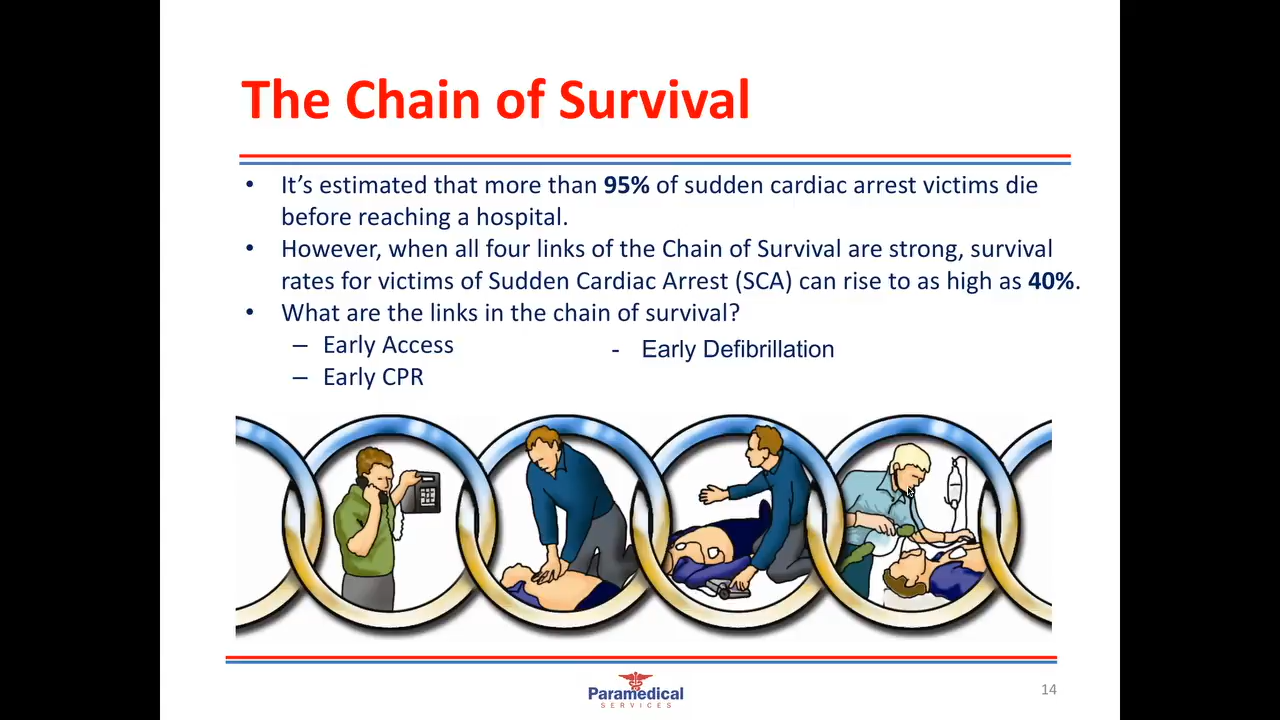 The Chain of Survival
• It’s estimated that more than 95% of sudden cardiac arrest victims die
before reaching a hospital.
• However, when all four links of the Chain of Survival are strong, survival
rates for victims of Sudden Cardiac Arrest (SCA) can rise to as high as 40%.
• What are the links in the chain of survival?
– Early Access
- Early Defibrillation
– Early CPR
Paramedical
SERVICES
14